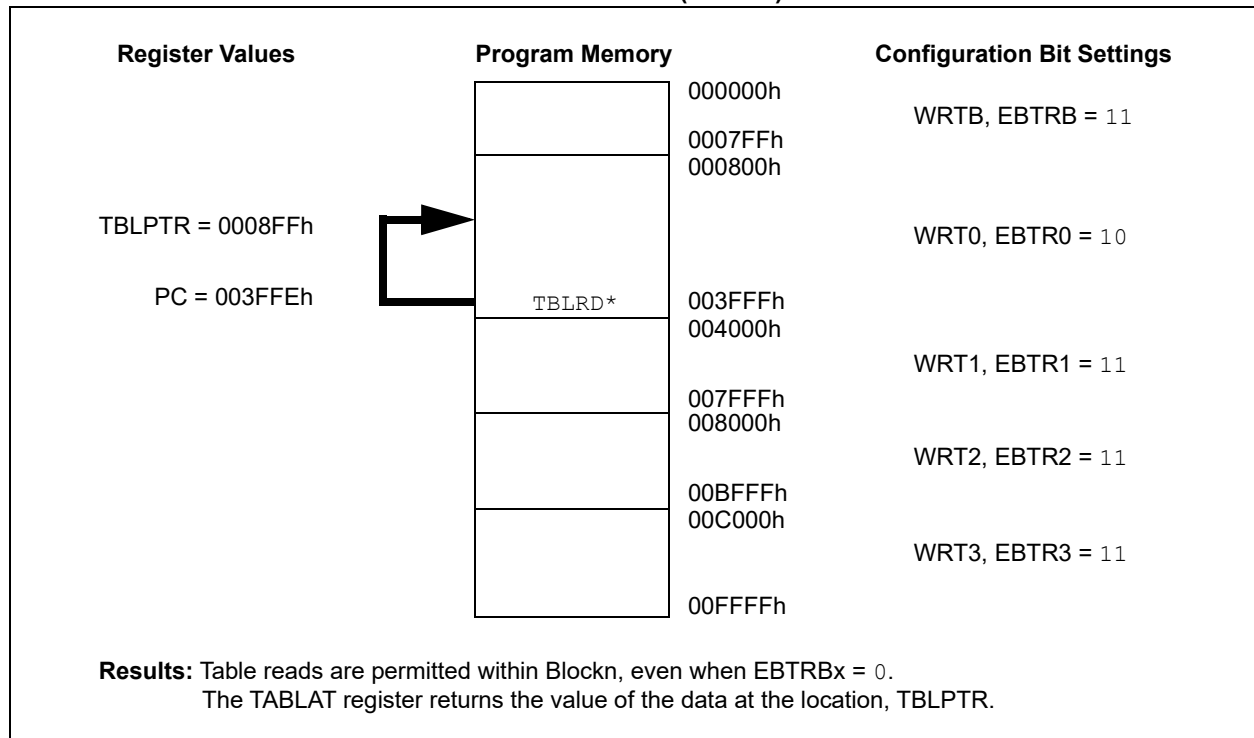 Register Values Program Memory Configuration Bit Settings
000000h
WRTB, EBTRB = 11
0007FFh
000800h
TBLPTR = 0008FFh
WRT0, EBTR0 = 10
PC = 003FFEh
TBLRD*
003FFFh
004000h
WRT1, EBTR1 = 11
007FFFh
008000h
WRT2, EBTR2 = 11
00BFFFh
00C000h
WRT3, EBTR3 = 11
00FFFFh
Results: Table reads are permitted within Blockn, even when EBTRBx = 0.
The TABLAT register returns the value of the data at the location, TBLPTR.